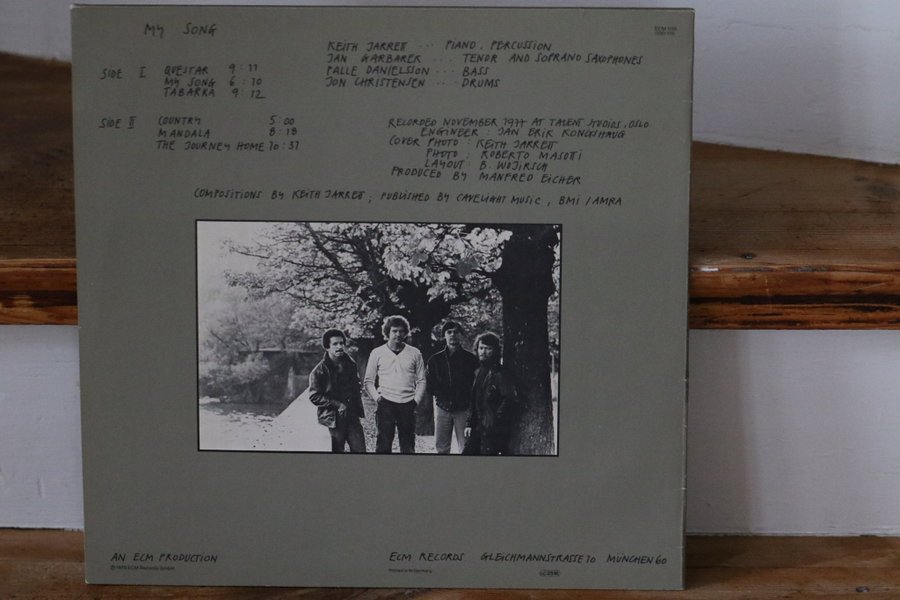 MY SONG
KEITH JARRETT ··· PIANO, PERCUSSION
JAN GARBAREK ··· TENOR AND SOPRANO SAXOPHONES
PALLE DANIELSSON ··· BASS
JON CHRISTENSEN ··· DRUMS
SIDE I QUESTAR 9:11
MY SONG 6:10
TABARKA 9:12
SIDE II COUNTRY 5:00
MANDALA 8:18
THE JOURNEY HOME 10:31
RECORDED NOVEMBER 1977 AT TALENT STUDIOS, OSLO
ENGINEER: JAN ERIK KONGSHAUG
COVER PHOTO: KEITH JARRETT
PHOTO: ROBERTO MASOTTI
LAYOUT: B. WOJIRSCH
PRODUCED BY MANFRED EICHER
COMPOSITIONS BY KEITH JARRETT; PUBLISHED BY CAVELIGHT MUSIC, BMI / AMRA
AN ECM PRODUCTION
ECM RECORDS GLEICHMANNSTRASSE 10 MÜNCHEN 60
℗ 1978 ECM Records GmbH